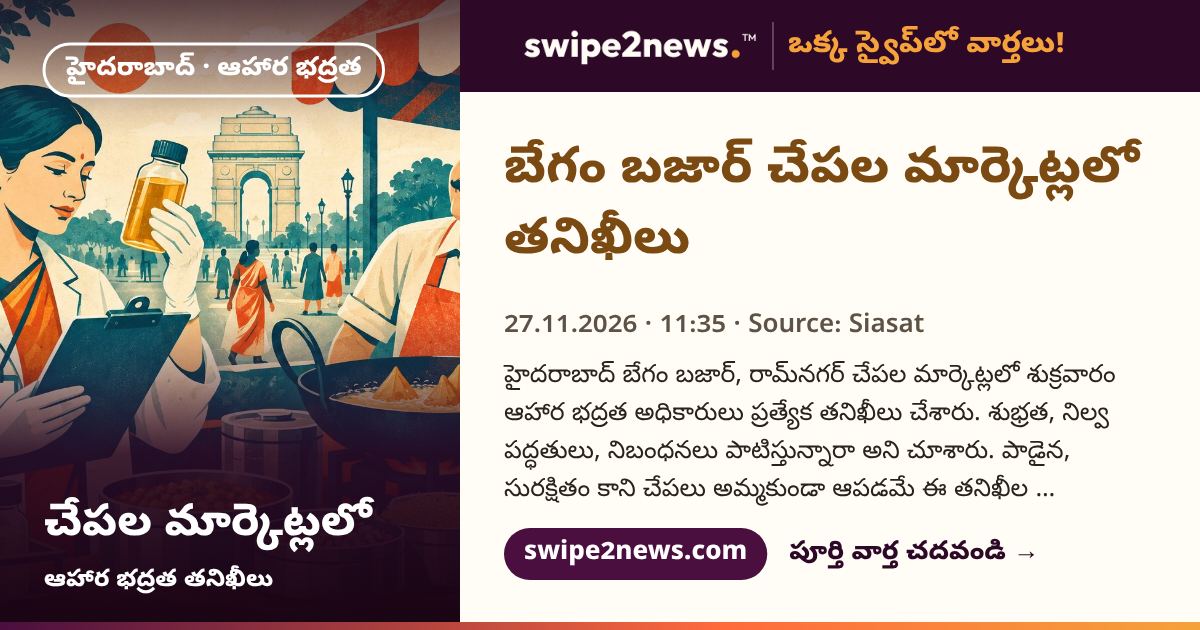 హైదరాబాద్ · ఆహార భద్రత
చేపల మార్కెట్లలో
ఆహార భద్రత తనిఖీలు
swipe2news.™
ఒక్క స్వైప్‌లో వార్తలు!
బేగం బజార్ చేపల మార్కెట్లలో
తనిఖీలు
27.11.2026 · 11:35 · Source: Siasat
హైదరాబాద్ బేగం బజార్, రామ్‌నగర్ చేపల మార్కెట్లలో శుక్రవారం
ఆహార భద్రత అధికారులు ప్రత్యేక తనిఖీలు చేశారు. శుభ్రత, నిల్వ
పద్ధతులు, నిబంధనలు పాటిస్తున్నారా అని చూశారు. పాడైన,
సురక్షితం కాని చేపలు అమ్మకుండా ఆపడమే ఈ తనిఖీల ...
swipe2news.com
పూర్తి వార్త చదవండి →